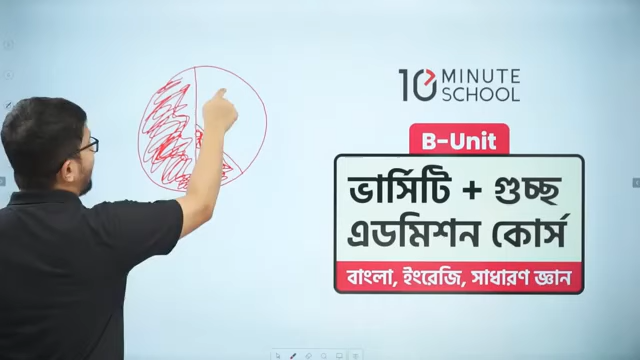 10 MINUTE
SCHOOL
B-Unit
ভার্সিটি + গুচ্ছ
এডমিশন কোর্স
বাংলা, ইংরেজি, সাধারণ জ্ঞান